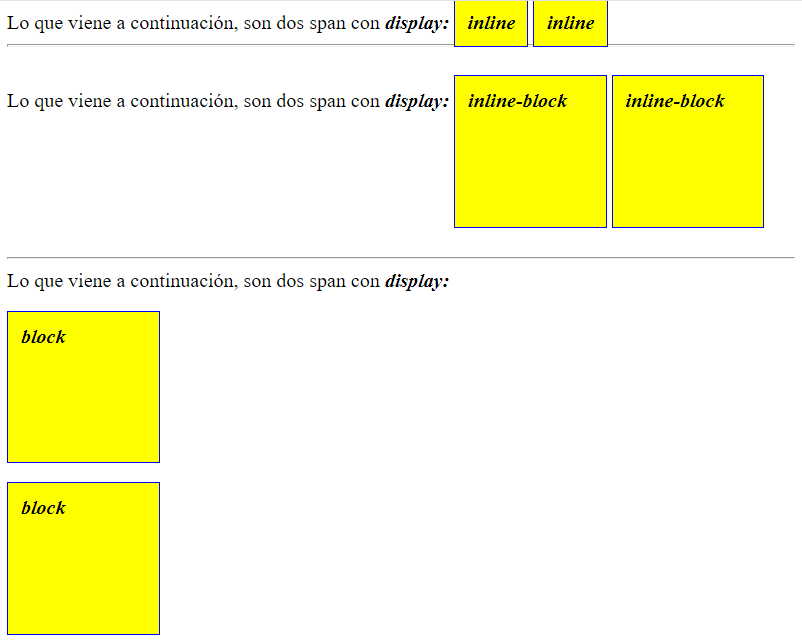 Lo que viene a continuación, son dos span con display: inline inline
Lo que viene a continuación, son dos span con display: inline-block inline-block
Lo que viene a continuación, son dos span con display:
block
block